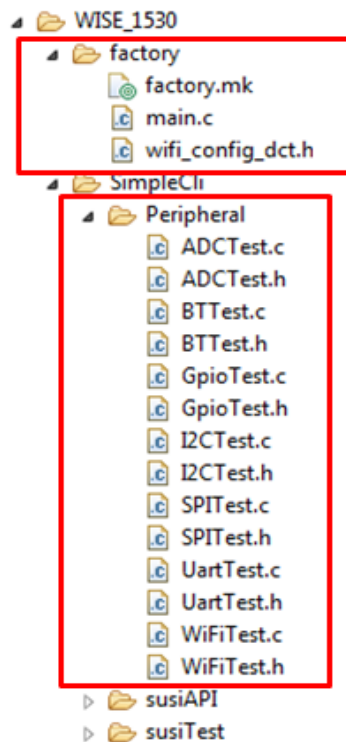 WISE_1530
factory
factory.mk
main.c
wifi_config_dct.h
SimpleCli
Peripheral
ADCTest.c
ADCTest.h
BTTest.c
BTTest.h
GpioTest.c
GpioTest.h
I2CTest.c
I2CTest.h
SPITest.c
SPITest.h
UartTest.c
UartTest.h
WiFiTest.c
WiFiTest.h
susiAPI
susiTest